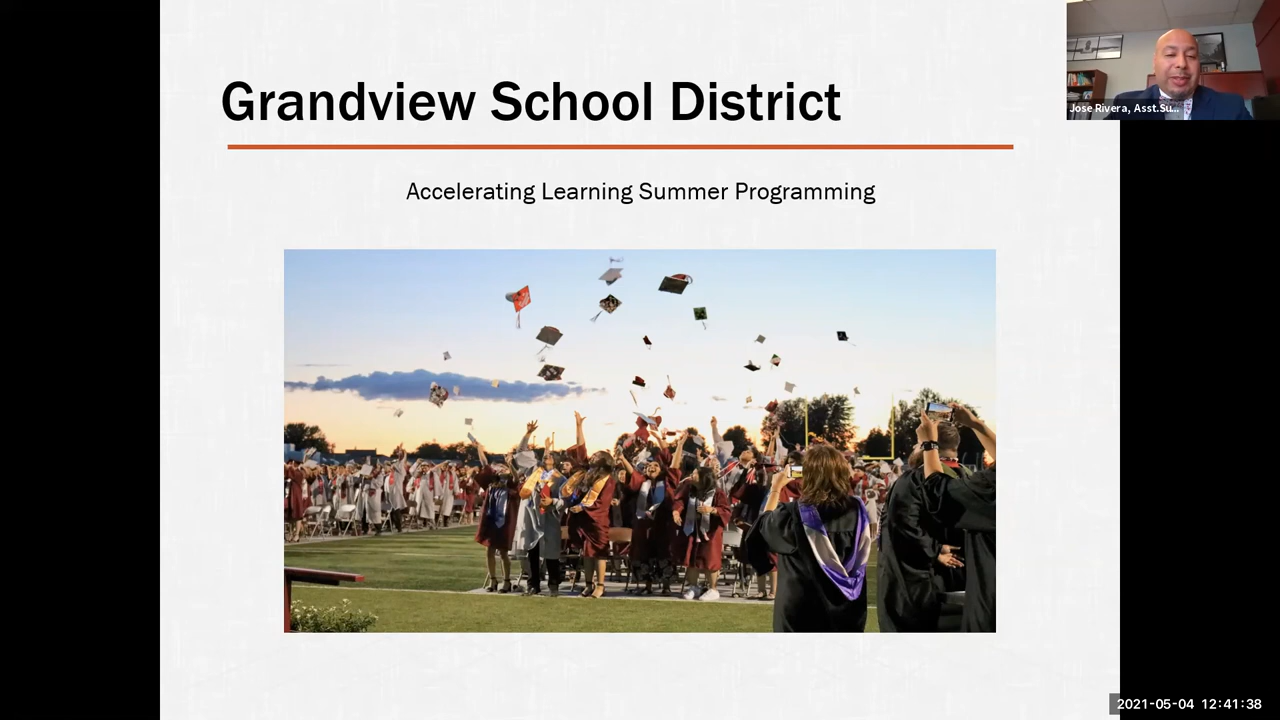 Grandview School District
Jose Rivera, Asst.Su...
Accelerating Learning Summer Programming
2021-05-04 12:41:38